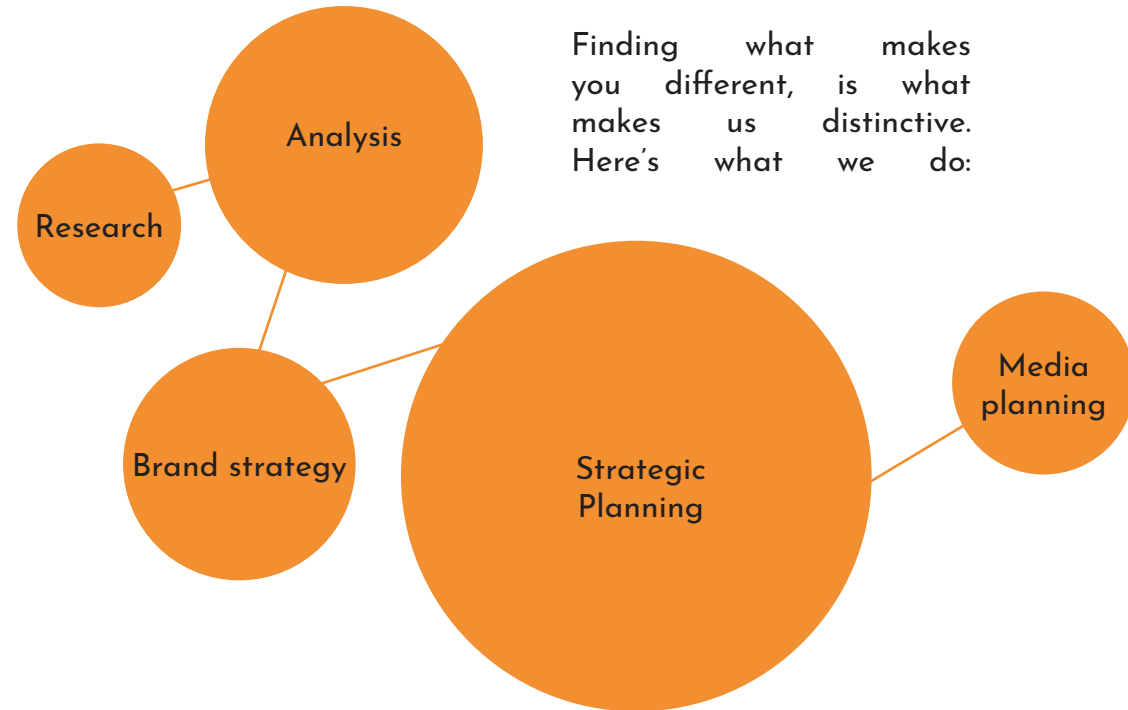 Finding what makes
you different, is what
makes us distinctive.
Here's what we do:
Analysis
Research
Brand strategy
Strategic
Planning
Media
planning